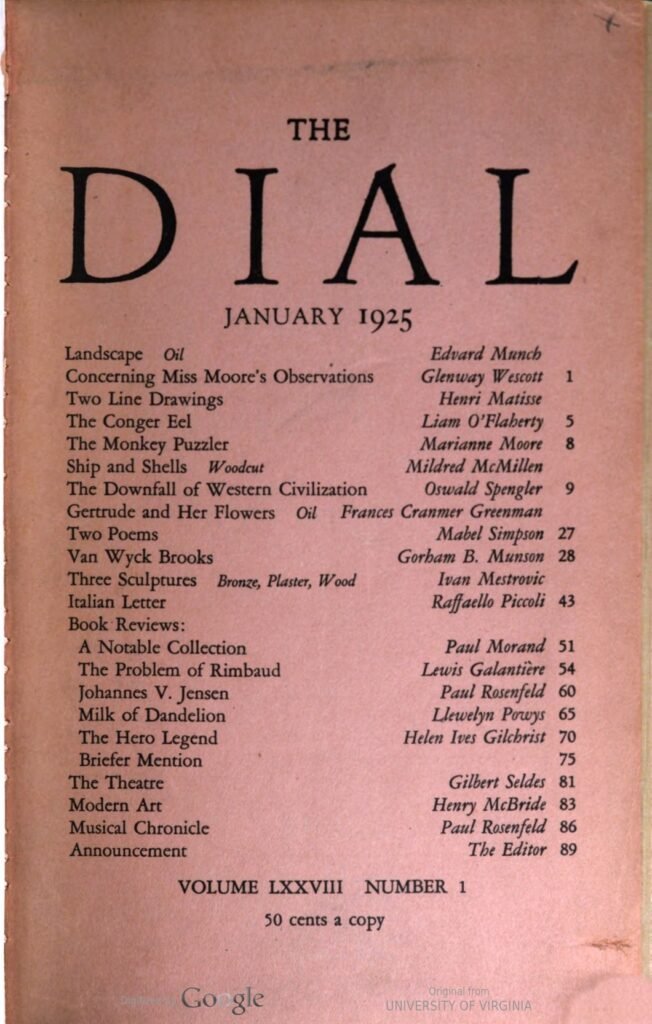 THE
DIAL
JANUARY 1925
Landscape Oil Edvard Munch
Concerning Miss Moore's Observations Glenway Wescott 1
Two Line Drawings Henri Matisse
The Conger Eel Liam O'Flaherty 5
The Monkey Puzzler Marianne Moore 8
Ship and Shells Woodcut Mildred McMillen
The Downfall of Western Civilization Oswald Spengler 9
Gertrude and Her Flowers Oil Frances Cranmer Greenman
Two Poems Mabel Simpson 27
Van Wyck Brooks Gorham B. Munson 28
Three Sculptures Bronze, Plaster, Wood Ivan Mestrovic
Italian Letter Raffaello Piccoli 43
Book Reviews:
A Notable Collection Paul Morand 51
The Problem of Rimbaud Lewis Galantière 54
Johannes V. Jensen Paul Rosenfeld 60
Milk of Dandelion Llewelyn Powys 65
The Hero Legend Helen Ives Gilchrist 70
Briefer Mention 75
The Theatre Gilbert Seldes 81
Modern Art Henry McBride 83
Musical Chronicle Paul Rosenfeld 86
Announcement The Editor 89
VOLUME LXXVIII NUMBER 1
50 cents a copy
Digitized by Google
Original from
UNIVERSITY OF VIRGINIA